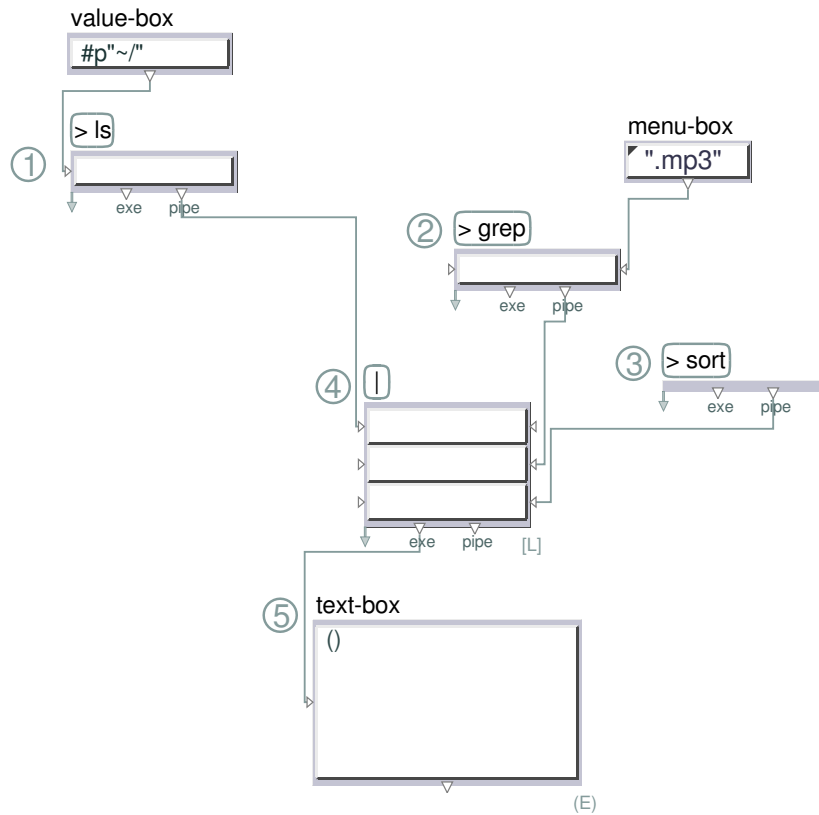 value-box
#p"~/"
① > ls
exe pipe
menu-box
".mp3"
② > grep
exe pipe
③ > sort
exe pipe
④ |
exe pipe [L]
⑤ text-box
()
(E)